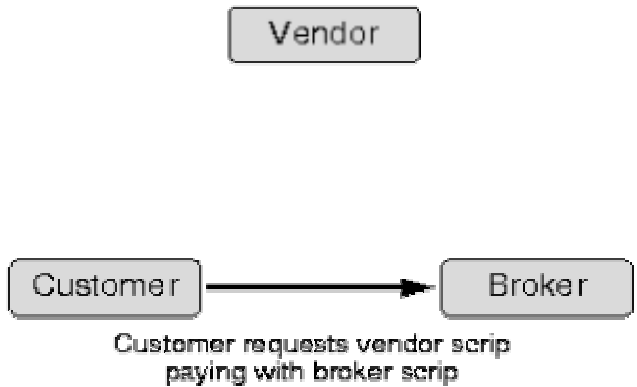 Vendor
Customer
Broker
Customer requests vendor scrip
paying with broker scrip